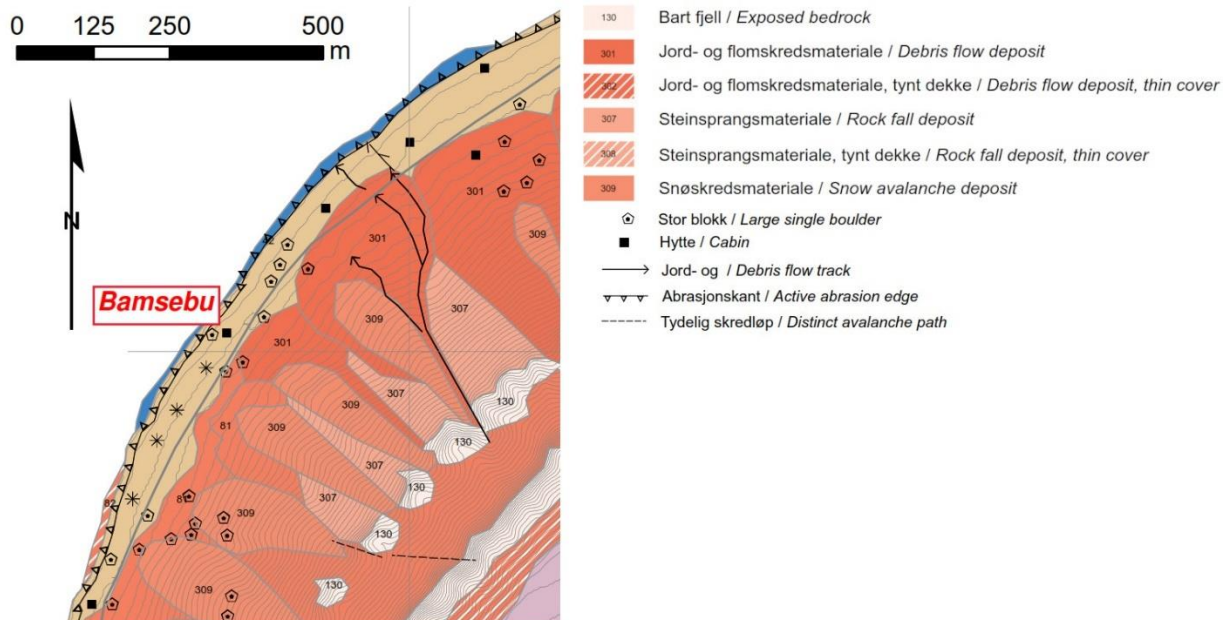 0 125 250 500
m
N
Bamsebu
301
309
301
307
309
301
307
309
130
81
309
307
130
307
130
81
82
309
130
309
130
130 Bart fjell / Exposed bedrock
301 Jord- og flomskredsmateriale / Debris flow deposit
302 Jord- og flomskredsmateriale, tynt dekke / Debris flow deposit, thin cover
307 Steinsprangsmateriale / Rock fall deposit
308 Steinsprangsmateriale, tynt dekke / Rock fall deposit, thin cover
309 Snøskredsmateriale / Snow avalanche deposit
Stor blokk / Large single boulder
Hytte / Cabin
Jord- og / Debris flow track
Abrasjonskant / Active abrasion edge
Tydelig skredløp / Distinct avalanche path